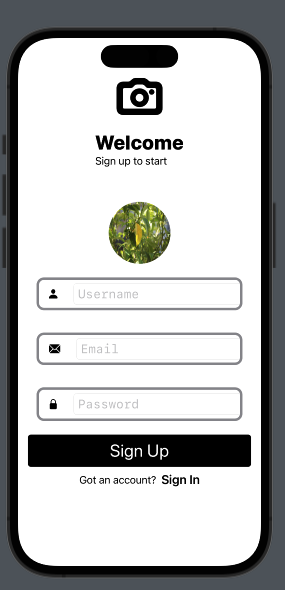 Welcome
Sign up to start
Username
Email
Password
Sign Up
Got an account? Sign In